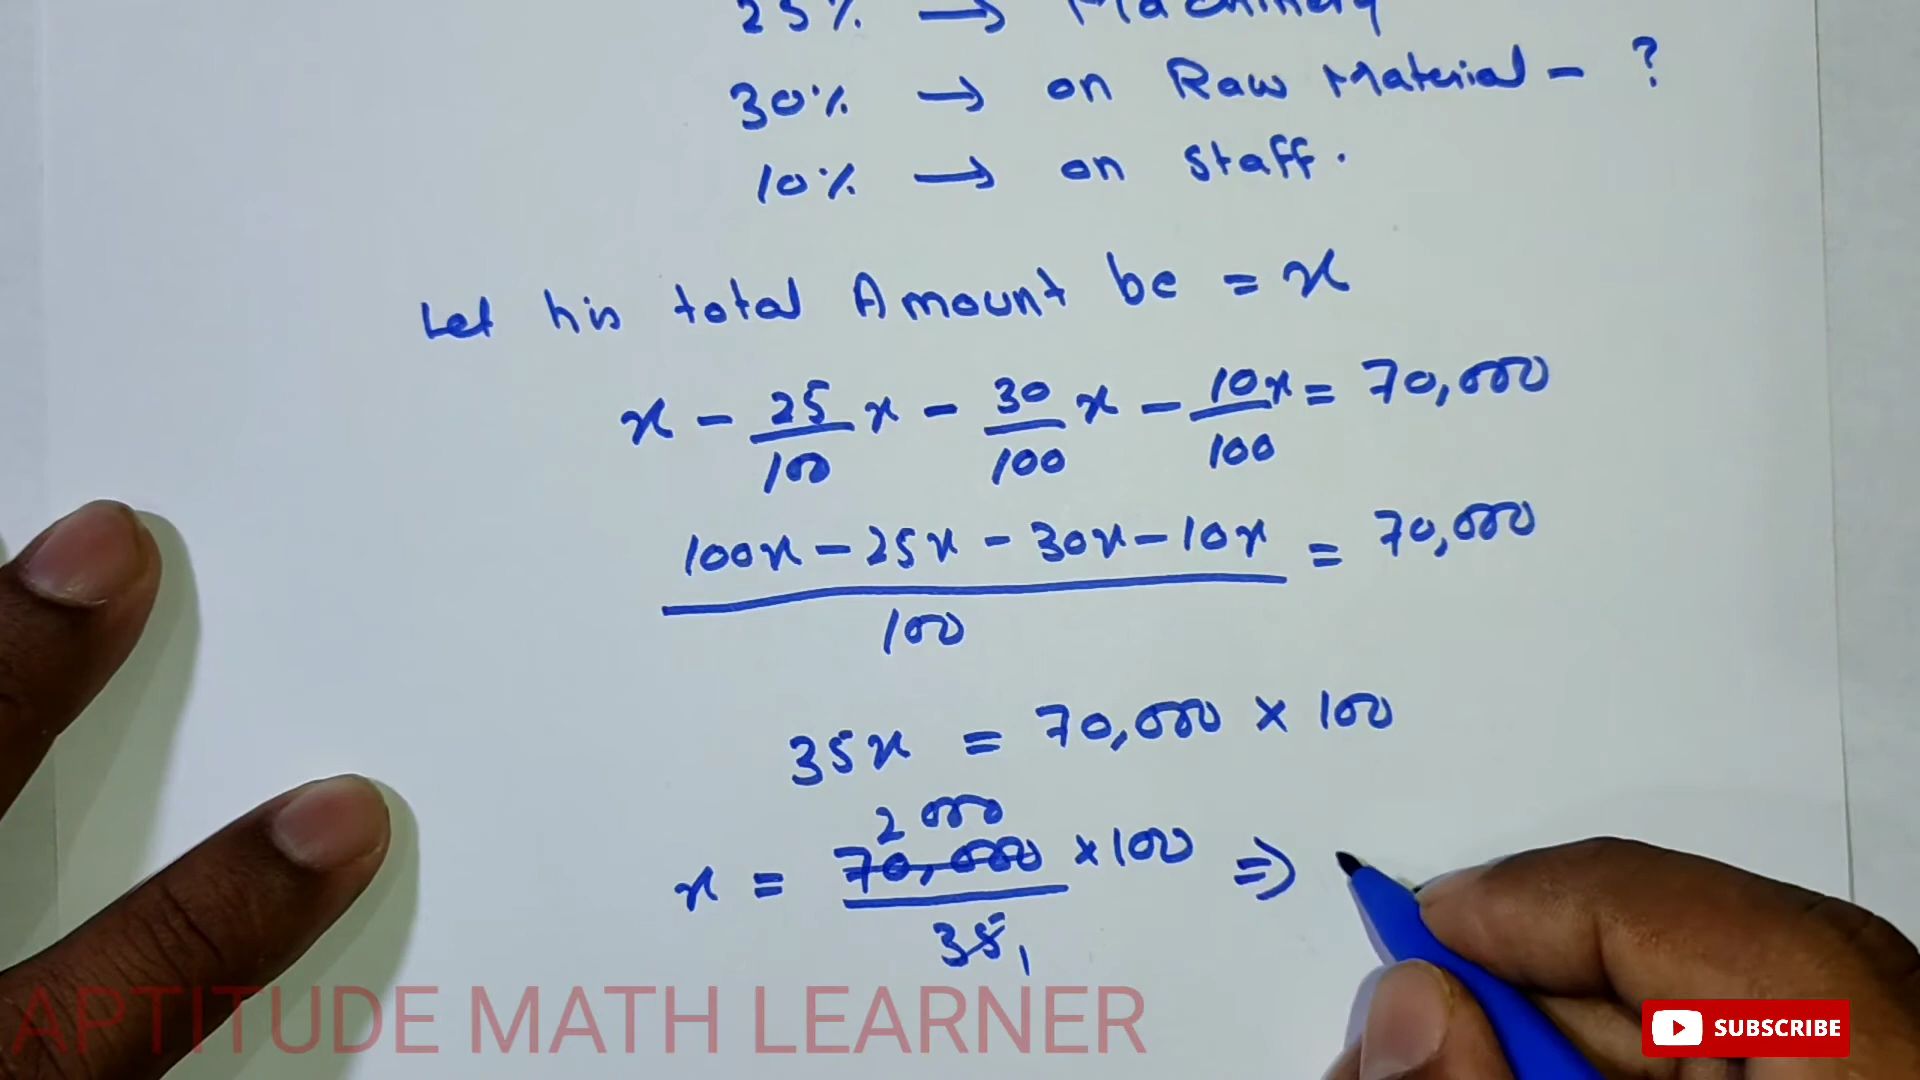 25% → Machinery
30% → on Raw Material - ?
10% → on Staff.
Let his total Amount be = x
x - 25/100 x - 30/100 x - 10x/100 = 70,000
100x - 25x - 30x - 10x / 100 = 70,000
35x = 70,000 × 100
2000
x = 70,000/35 × 100 ⇒
1
APTITUDE MATH LEARNER
SUBSCRIBE